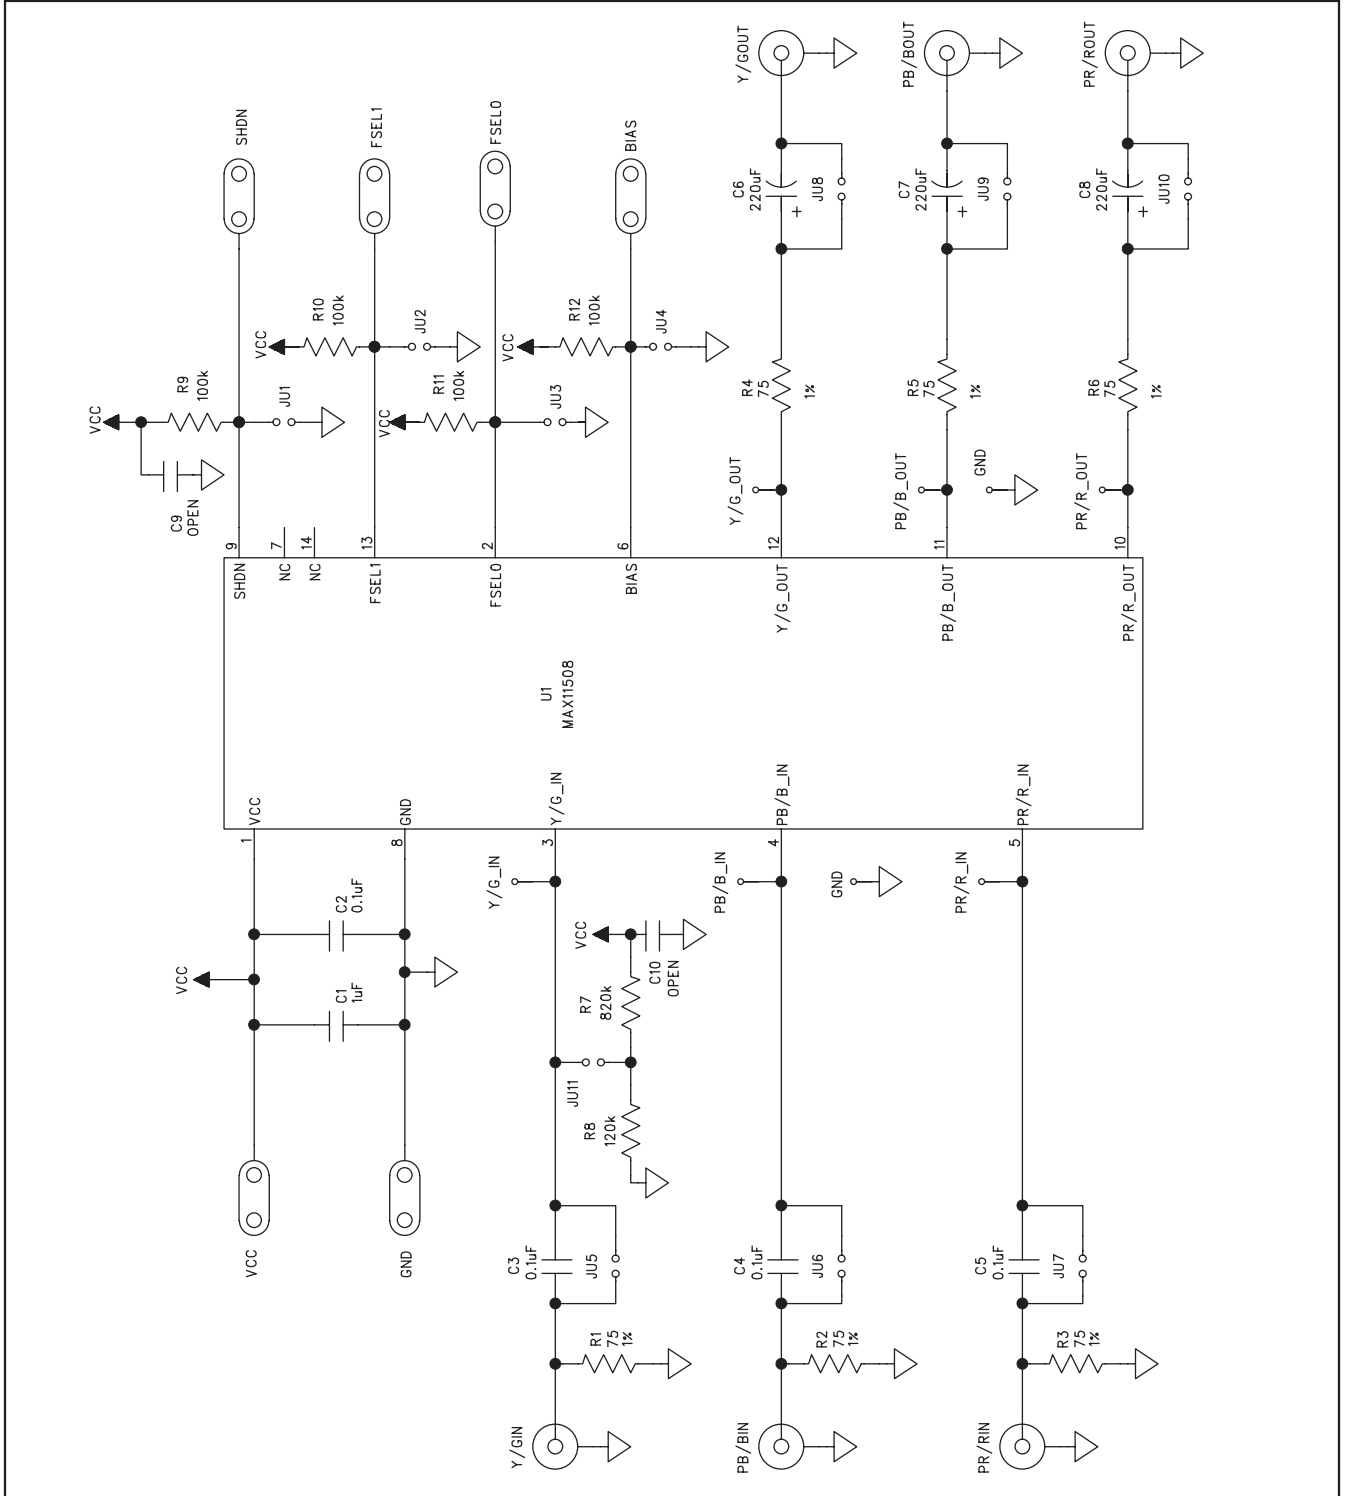 VCC
VCC
C1
1uF
C2
0.1uF
1
VCC
GND
8
GND
Y/GIN
R1
75
1%
C3
0.1uF
JU5
R8
120k
JU11
R7
820k
VCC
C10
OPEN
Y/G_IN
3
Y/G_IN
PB/BIN
R2
75
1%
C4
0.1uF
JU6
PB/B_IN
4
PB/B_IN
GND
PR/RIN
R3
75
1%
C5
0.1uF
JU7
PR/R_IN
5
PR/R_IN
U1
MAX11508
SHDN
9
C9
OPEN
VCC
R9
100k
JU1
SHDN
NC
7
NC
14
FSEL1
13
VCC
R10
100k
JU2
FSEL1
FSEL0
2
VCC
R11
100k
JU3
FSEL0
BIAS
6
VCC
R12
100k
JU4
BIAS
Y/G_OUT
12
Y/G_OUT
R4
75
1%
C6
220uF
+
JU8
Y/GOUT
PB/B_OUT
11
PB/B_OUT
GND
R5
75
1%
C7
220uF
+
JU9
PB/BOUT
PR/R_OUT
10
PR/R_OUT
R6
75
1%
C8
220uF
+
JU10
PR/ROUT